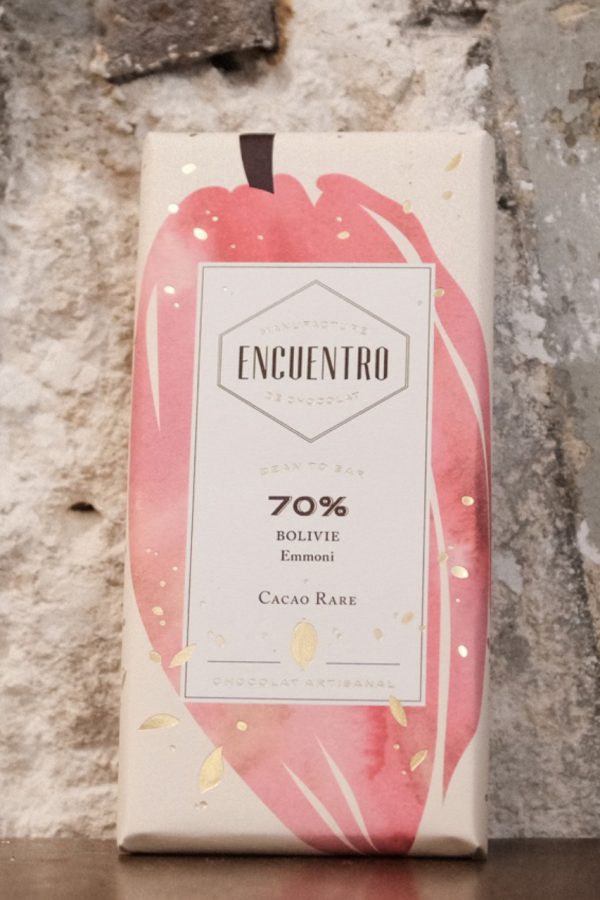 MANUFACTURE
ENCUENTRO
DE CHOCOLAT
BEAN TO BAR
70%
BOLIVIE
Emmoni
CACAO RARE
CHOCOLAT ARTISANAL